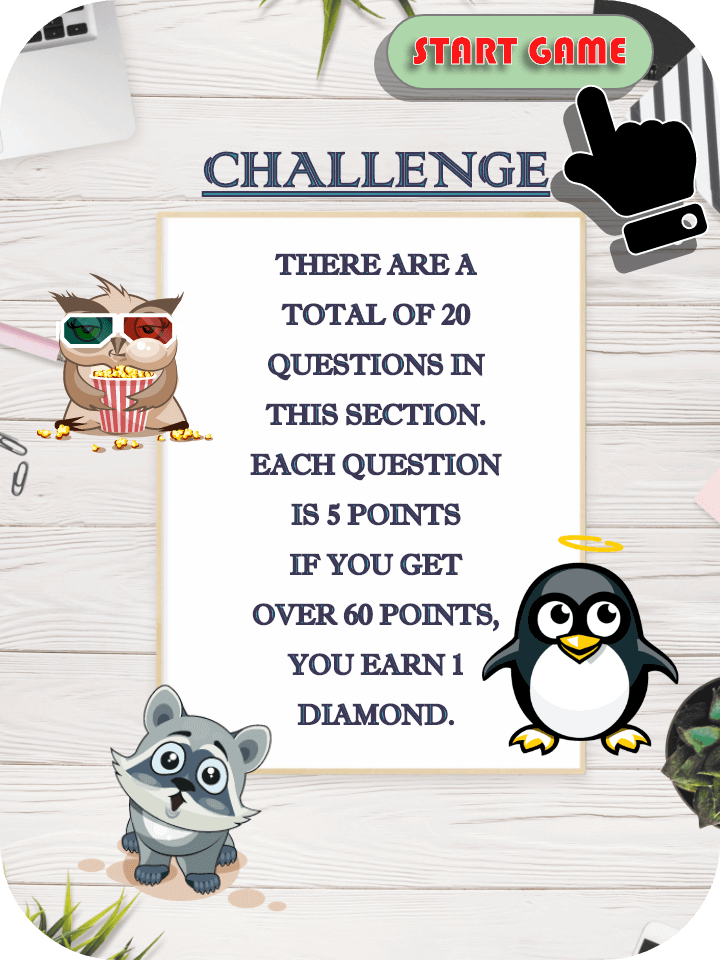 START GAME
CHALLENGE
THERE ARE A
TOTAL OF 20
QUESTIONS IN
THIS SECTION.
EACH QUESTION
IS 5 POINTS
IF YOU GET
OVER 60 POINTS,
YOU EARN 1
DIAMOND.